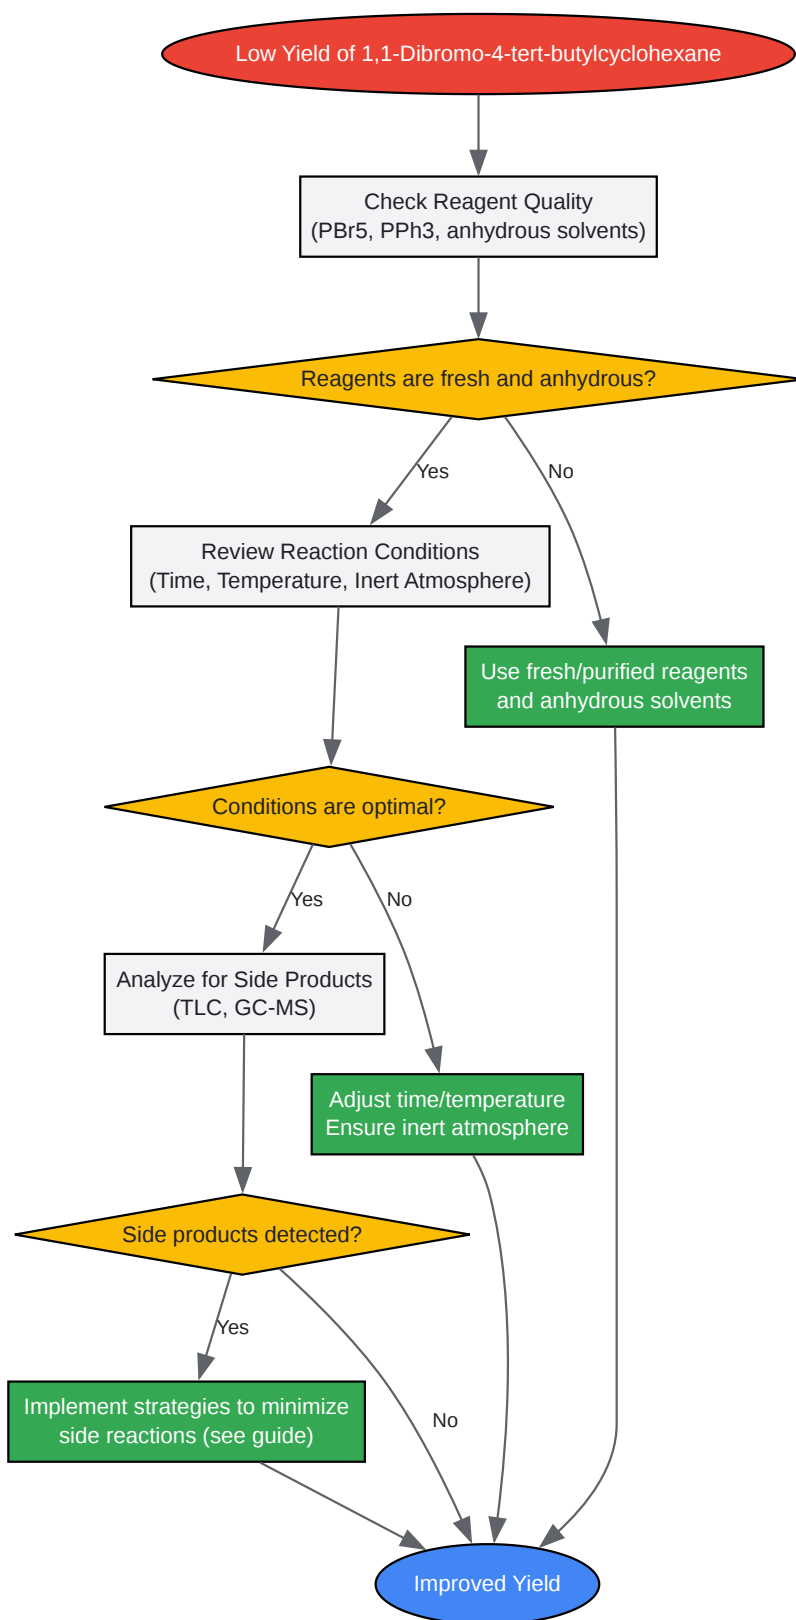 Low Yield of 1,1-Dibromo-4-tert-butylcyclohexane
Check Reagent Quality
(PBr5, PPh3, anhydrous solvents)
Reagents are fresh and anhydrous?
Yes
No
Review Reaction Conditions
(Time, Temperature, Inert Atmosphere)
Use fresh/purified reagents
and anhydrous solvents
Conditions are optimal?
Yes
No
Analyze for Side Products
(TLC, GC-MS)
Adjust time/temperature
Ensure inert atmosphere
Side products detected?
Yes
Implement strategies to minimize
side reactions (see guide)
No
Improved Yield